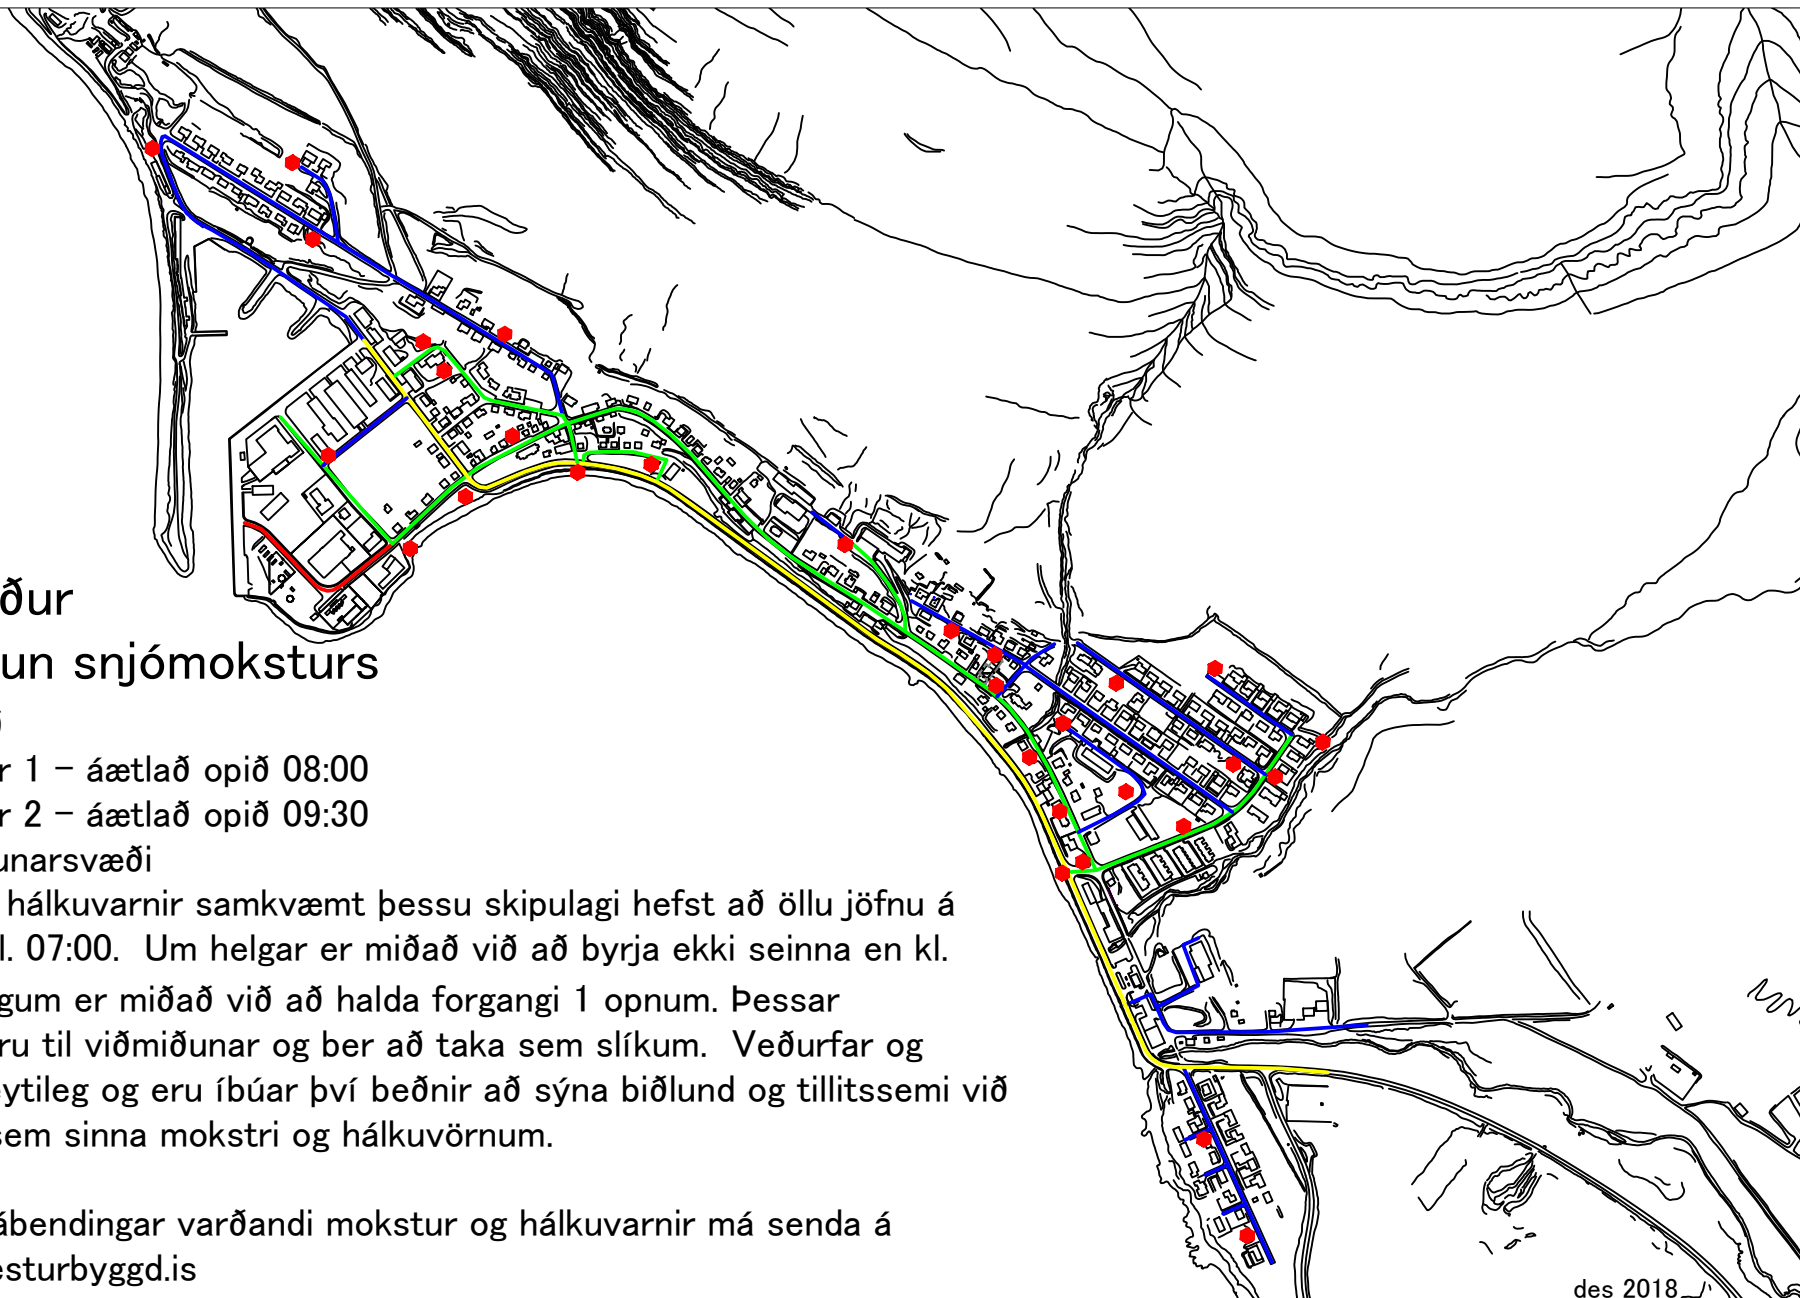 ður
un snjómoksturs
ð
r 1 – áætlað opið 08:00
r 2 – áætlað opið 09:30
unarsvæði
hálkuvarnir samkvæmt þessu skipulagi hefst að öllu jöfnu á
l. 07:00. Um helgar er miðað við að byrja ekki seinna en kl.
gum er miðað við að halda forgangi 1 opnum. Þessar
ru til viðmiðunar og ber að taka sem slíkum. Veðurfar og
ytileg og eru íbúar því beðnir að sýna biðlund og tillitssemi við
sem sinna mokstri og hálkuvörnum.
ábendingar varðandi mokstur og hálkuvarnir má senda á
esturbyggd.is
des 2018